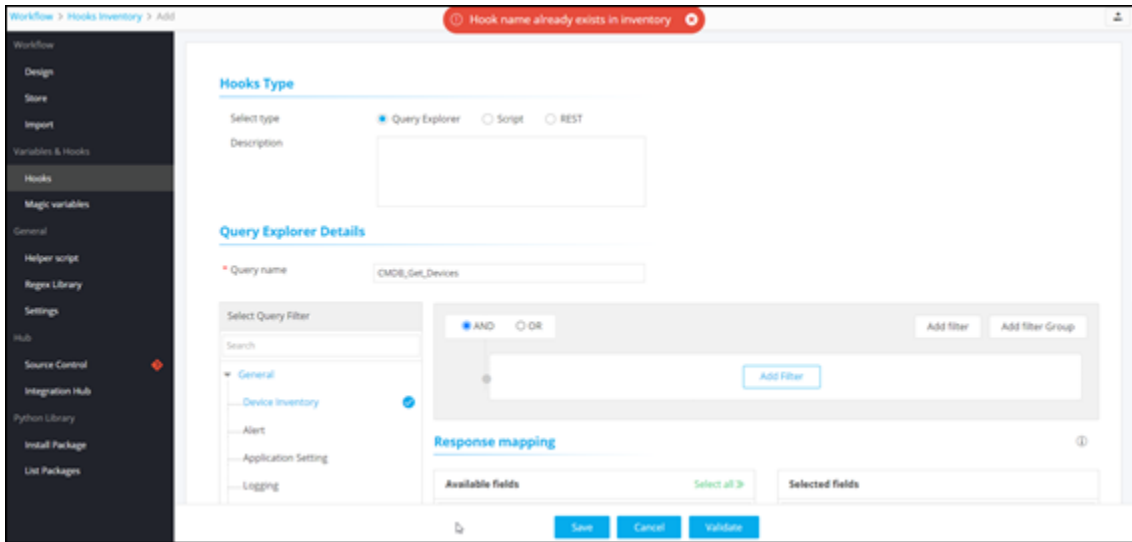 Workflow > Hooks Inventory > Add
Hook name already exists in inventory
Workflow
Design
Store
Import
Variables & Hooks
Hooks
Magic variables
General
Helper script
Regex Library
Settings
Hub
Source Control
Integration Hub
Python Library
Install Package
List Packages
Hooks Type
Select type Query Explorer Script REST
Description
Query Explorer Details
* Query name CMDB_Get_Devices
Select Query Filter
Search
General
Device Inventory
Alert
Application Setting
Logging
AND OR Add filter Add filter Group
Add Filter
Response mapping
Available fields Select all Selected fields
Save Cancel Validate